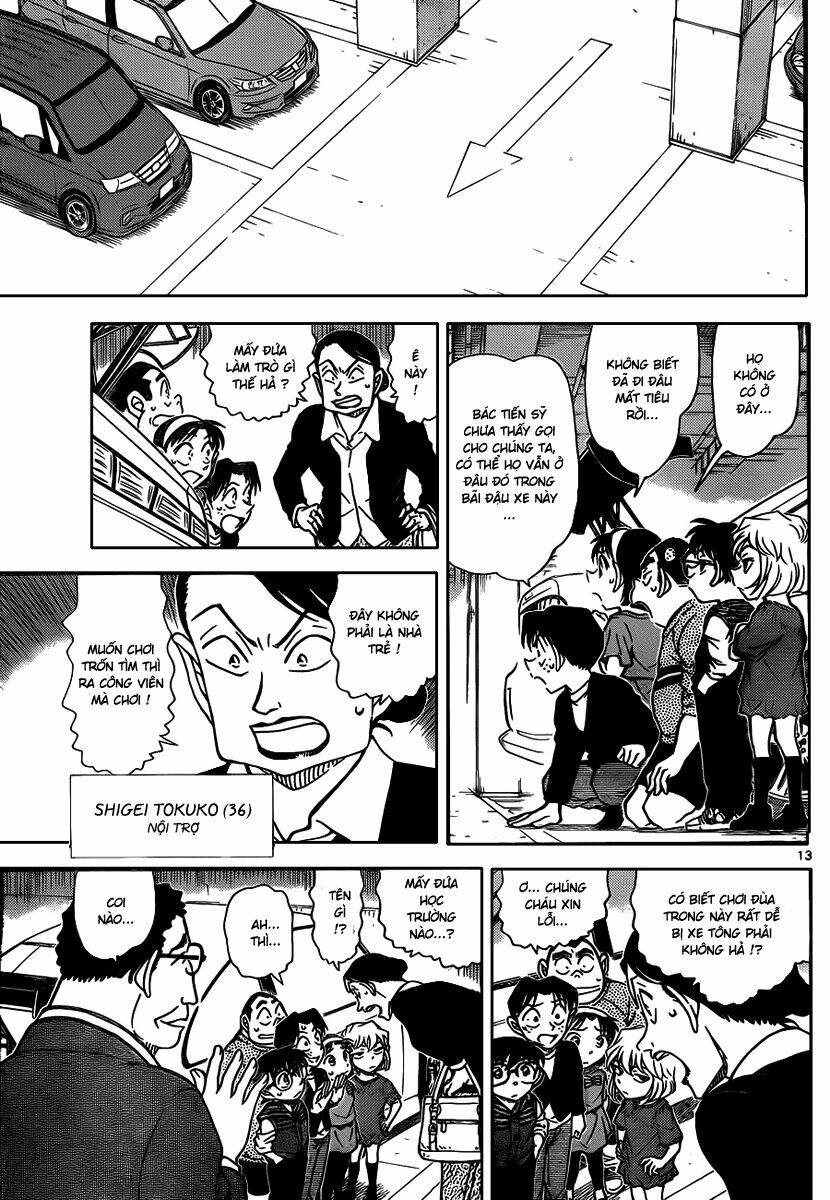 HỌ
KHÔNG
CÓ Ở
ĐÂY...
KHÔNG BIẾT
ĐÃ ĐI ĐÂU
MẤT TIÊU
RỒI...
BÁC TIẾN SỸ
CHƯA THẤY GỌI
CHO CHÚNG TA,
CÓ THỂ HỌ VẪN Ở
ĐÂU ĐÓ TRONG
BÃI ĐẬU XE NÀY
...
Ê
NÀY !
MẤY ĐỨA
LÀM TRÒ GÌ
THẾ HẢ ?
ĐÂY KHÔNG
PHẢI LÀ NHÀ
TRẺ !
MUỐN CHƠI
TRỐN TÌM THÌ
RA CÔNG VIÊN
MÀ CHƠI !
SHIGEI TOKUKO (36)
NỘI TRỢ
13
CÓ BIẾT CHƠI ĐÙA
TRONG NÀY RẤT DỄ
BỊ XE TÔNG PHẢI
KHÔNG HẢ !?
Ơ... CHÚNG
CHÁU XIN
LỖI...
MẤY ĐỨA
HỌC
TRƯỜNG
NÀO...?
TÊN
GÌ
!?
AH...
THÌ...
COI
NÀO...